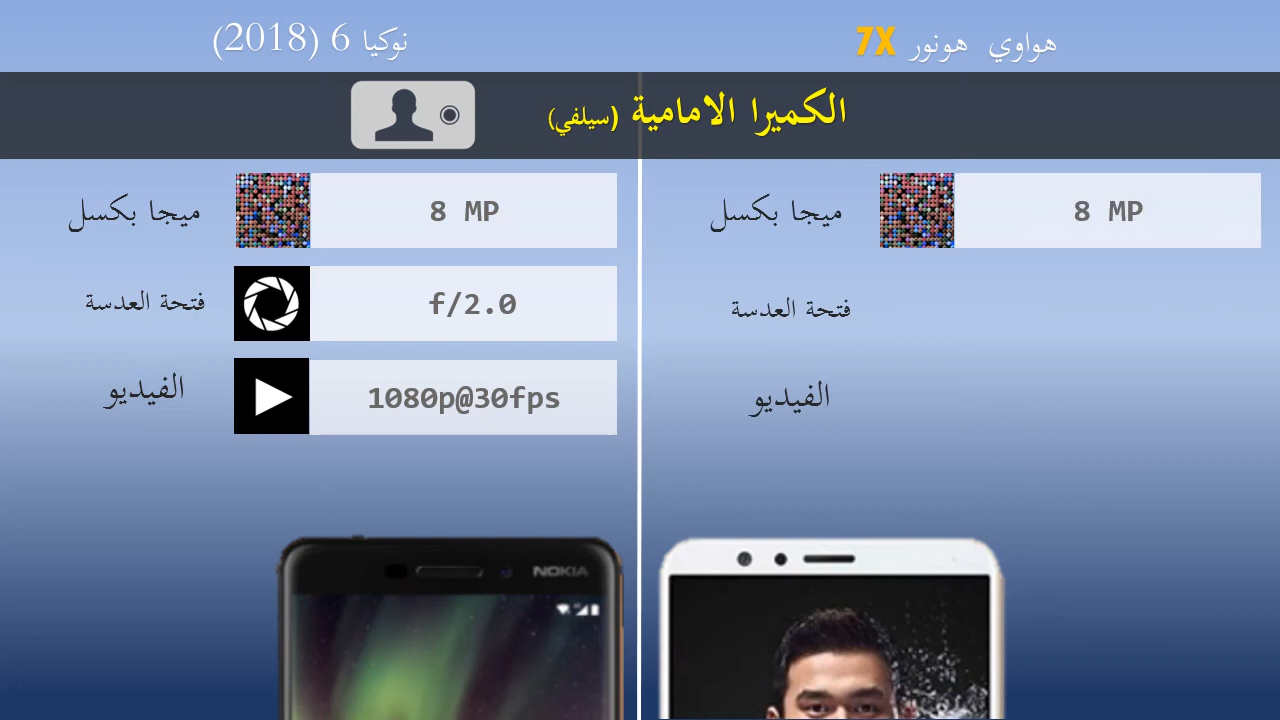 هواوي هونور 7X
نوكيا 6 (2018)
الكميرا الامامية (سيلفي)
ميجا بكسل
8 MP
فتحة العدسة
الفيديو
ميجا بكسل
8 MP
فتحة العدسة
f/2.0
الفيديو
1080p@30fps
NOKIA